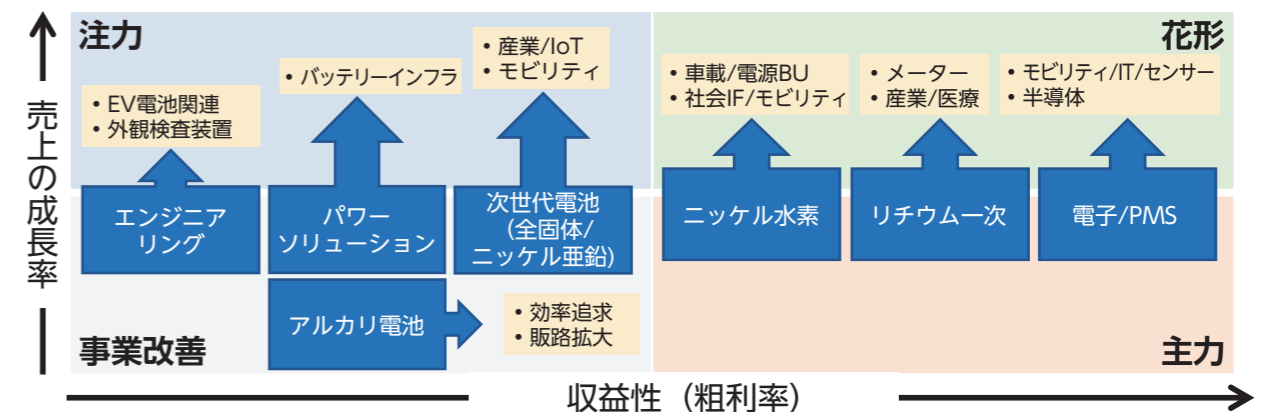 注力
花形
• EV電池関連
• 外観検査装置
• バッテリーインフラ
• 産業/IoT
• モビリティ
• 車載/電源BU
• 社会IF/モビリティ
• メーター
• 産業/医療
• モビリティ/IT/センサー
• 半導体
売上の成長率
エンジニア
リング
パワー
ソリューション
次世代電池
(全固体/
ニッケル亜鉛)
ニッケル水素
リチウム一次
電子/PMS
アルカリ電池
• 効率追求
• 販路拡大
事業改善
主力
収益性（粗利率）